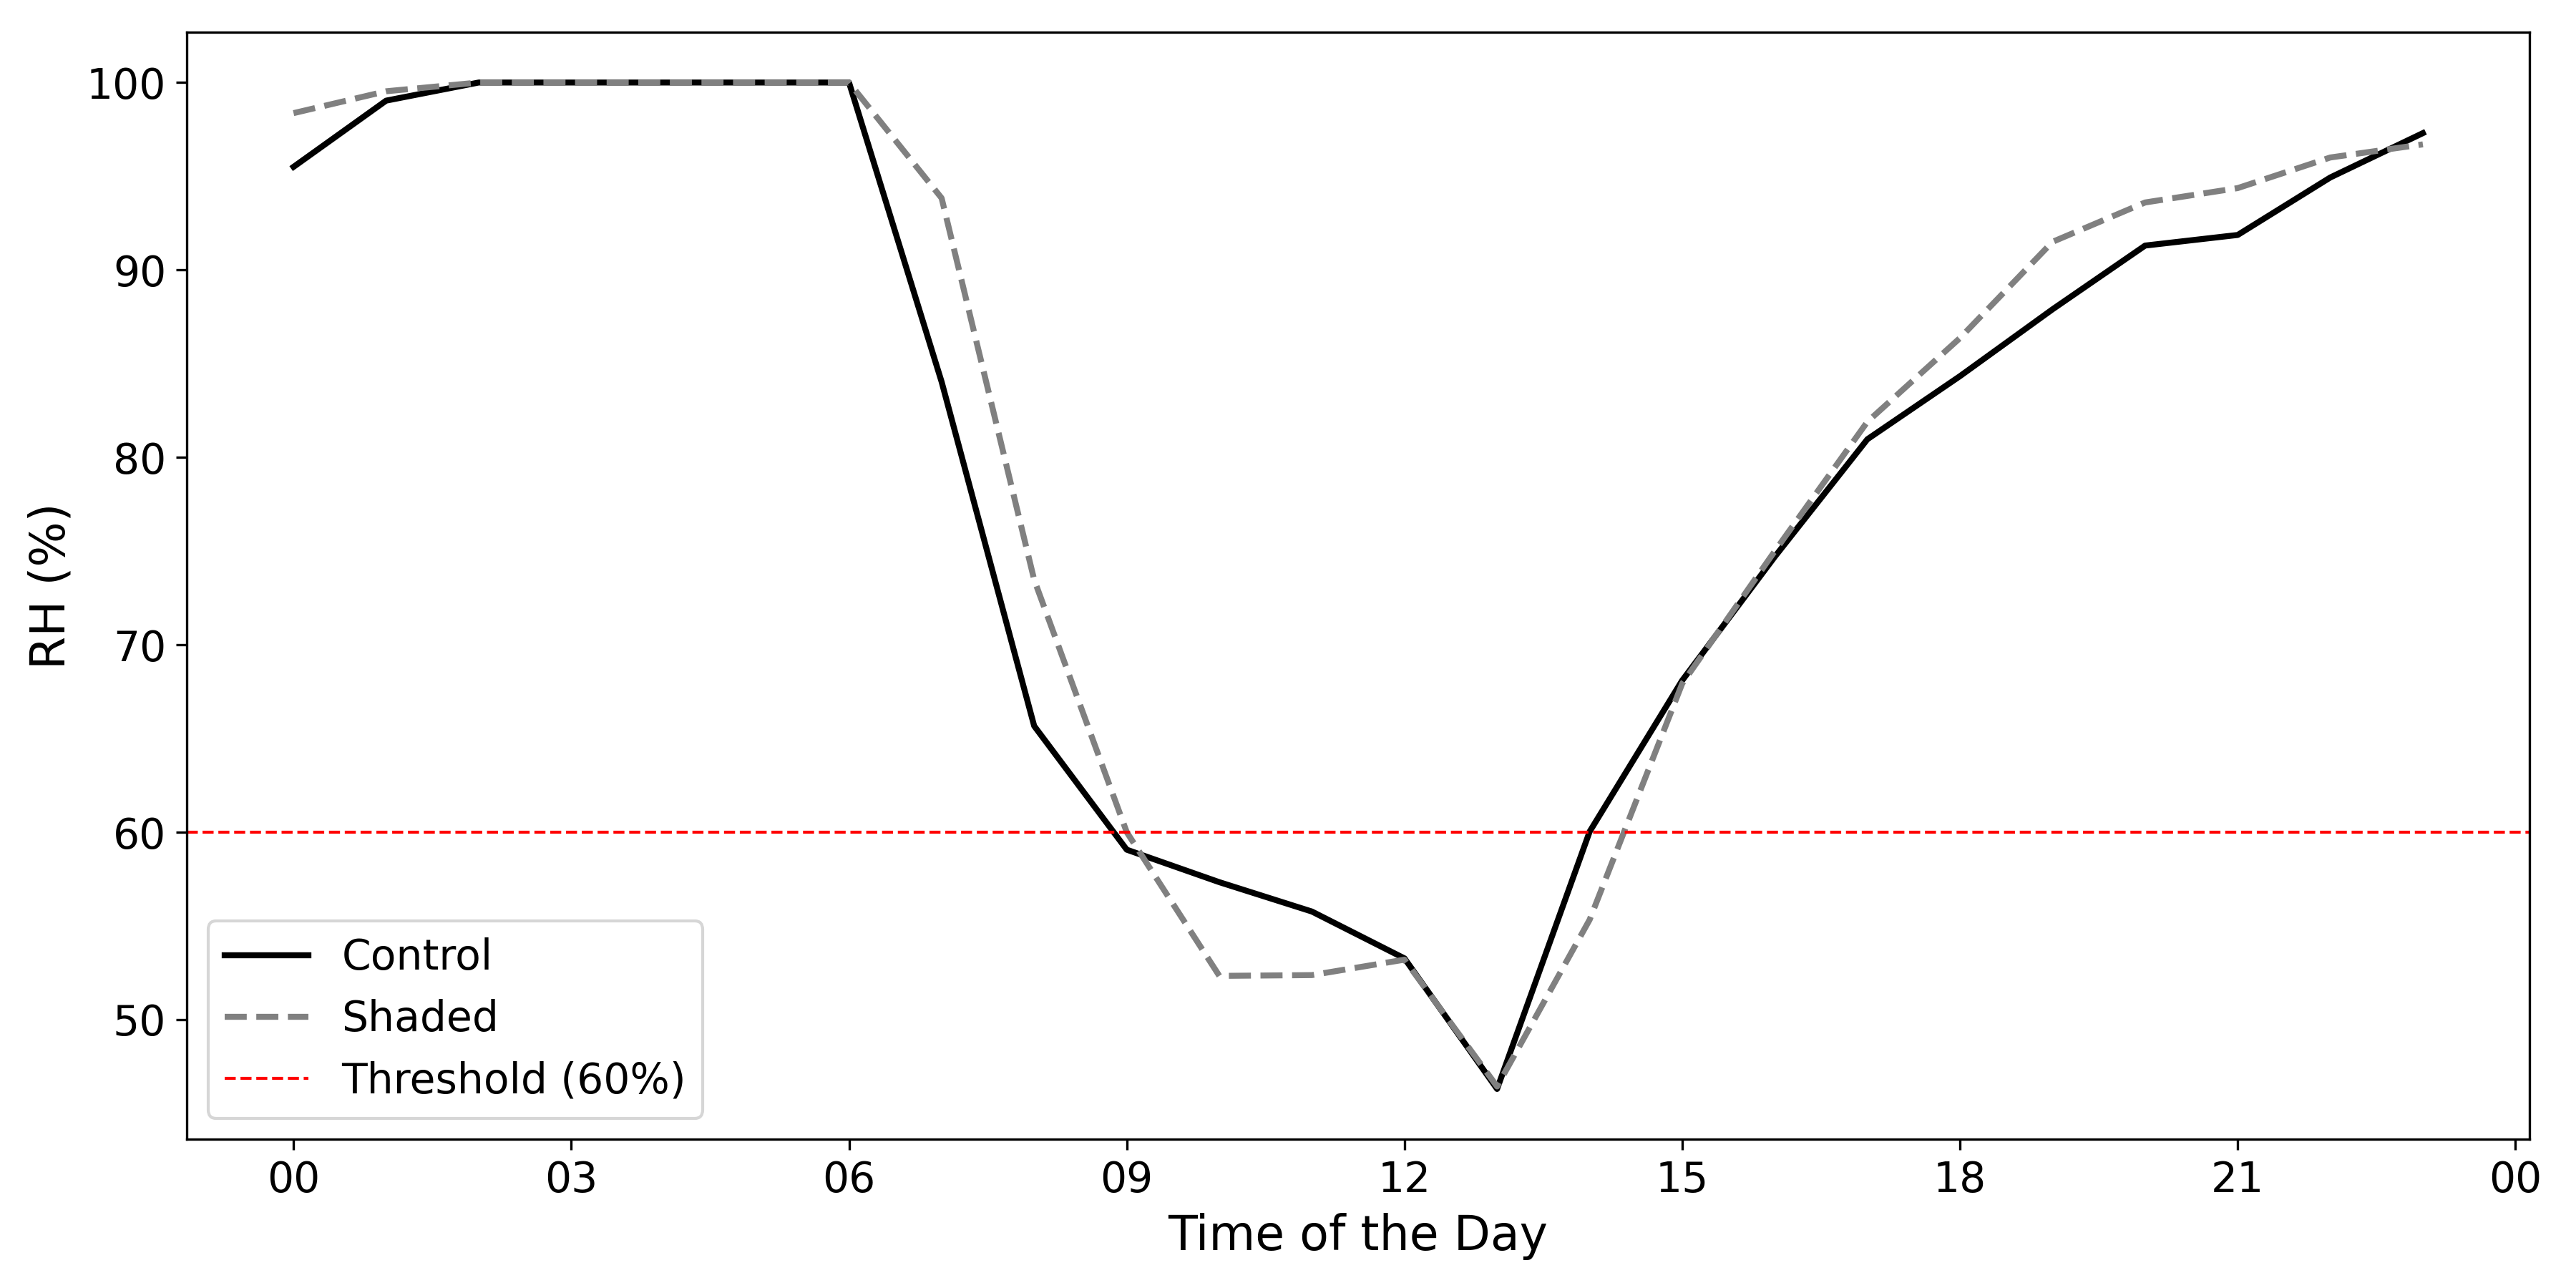 100
90
80
70
60
50
RH (%)
Control
Shaded
Threshold (60%)
00 03 06 09 12 15 18 21 00
Time of the Day